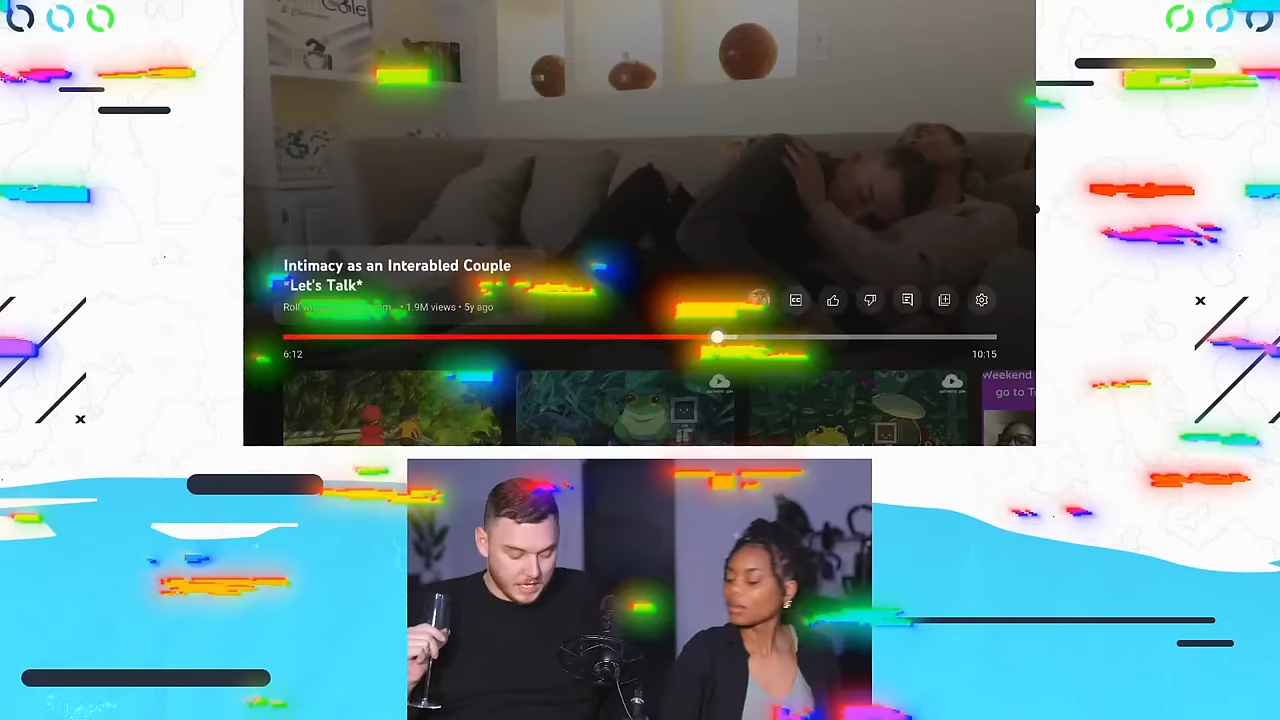 Intimacy as an Interabled Couple
*Let's Talk*
Roll • 1.9M views • 5y ago
6:12
10:15
Weekend
go to